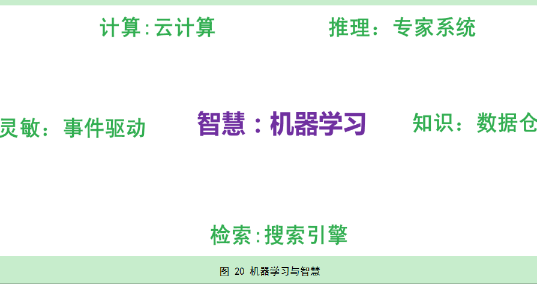 计算:云计算
推理：专家系统
灵敏：事件驱动
智慧：机器学习
知识：数据仓
检索:搜索引擎
图 20 机器学习与智慧